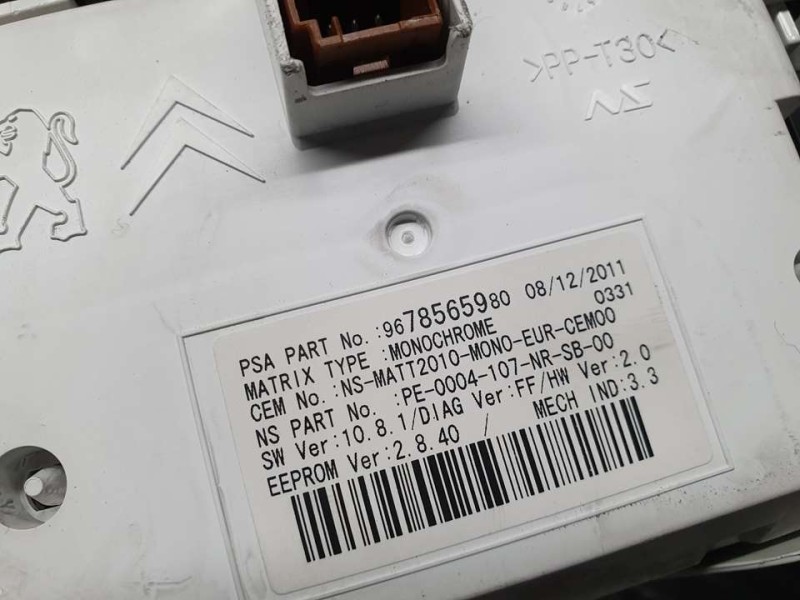 >PP-T30<
PSA PART No.:9678565980 08/12/2011
MATRIX TYPE :MONOCHROME 0331
CEM No.:NS-MATT2010-MONO-EUR-CEM00
NS PART No. :PE-0004-107-NR-SB-00
SW Ver:10.8.1/DIAG Ver:FF/HW Ver:2.0
EEPROM Ver:2.8.40 / MECH IND:3.3